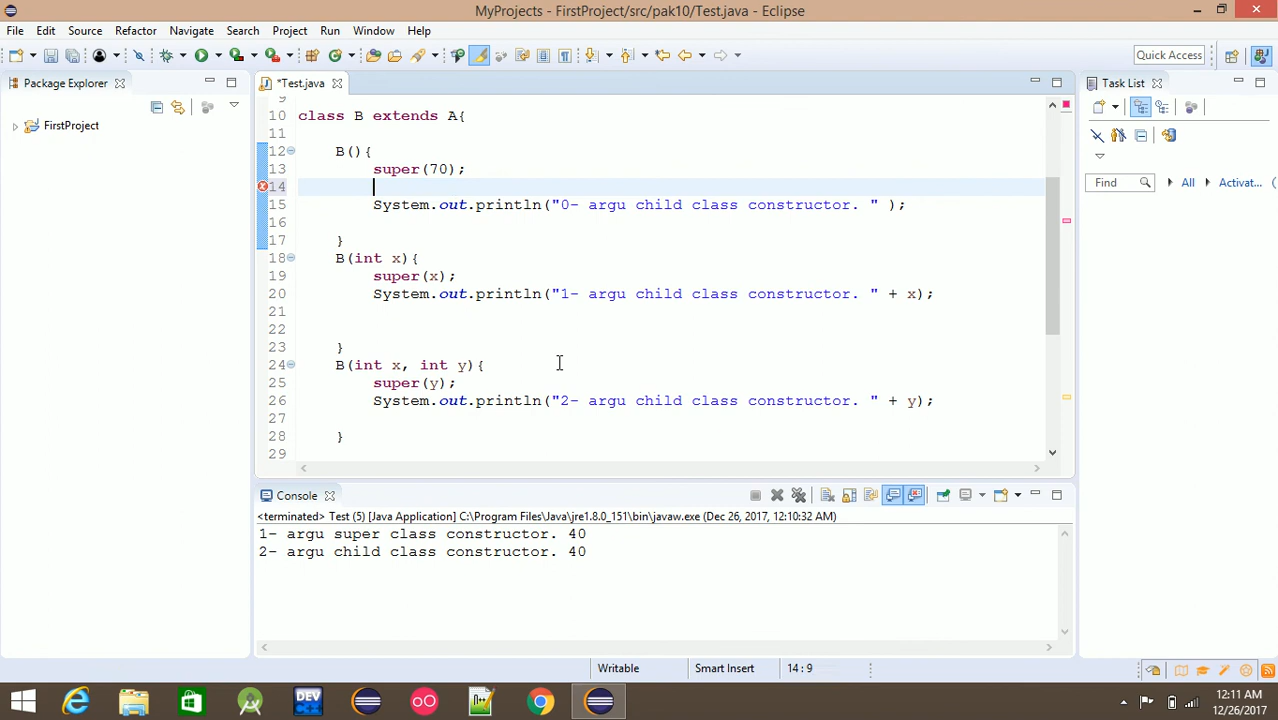 MyProjects - FirstProject/src/pak10/Test.java - Eclipse
File Edit Source Refactor Navigate Search Project Run Window Help
Quick Access
Package Explorer
FirstProject
*Test.java
9
10 class B extends A{
11
12 B(){
13 super(70);
14
15 System.out.println("0- argu child class constructor. " );
16
17 }
18 B(int x){
19 super(x);
20 System.out.println("1- argu child class constructor. " + x);
21
22
23 }
24 B(int x, int y){
25 super(y);
26 System.out.println("2- argu child class constructor. " + y);
27
28 }
29
Task List
Find All Activat...
Console
<terminated> Test (5) [Java Application] C:\Program Files\Java\jre1.8.0_151\bin\javaw.exe (Dec 26, 2017, 12:10:32 AM)
1- argu super class constructor. 40
2- argu child class constructor. 40
Writable Smart Insert 14 : 9
DEV
12:11 AM
12/26/2017